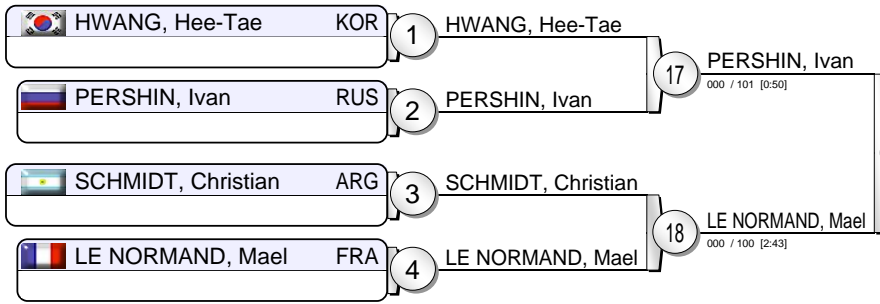 HWANG, Hee-Tae KOR
1
HWANG, Hee-Tae
PERSHIN, Ivan RUS
2
PERSHIN, Ivan
17
PERSHIN, Ivan
000 / 101 [0:50]
SCHMIDT, Christian ARG
3
SCHMIDT, Christian
LE NORMAND, Mael FRA
4
LE NORMAND, Mael
18
LE NORMAND, Mael
000 / 100 [2:43]